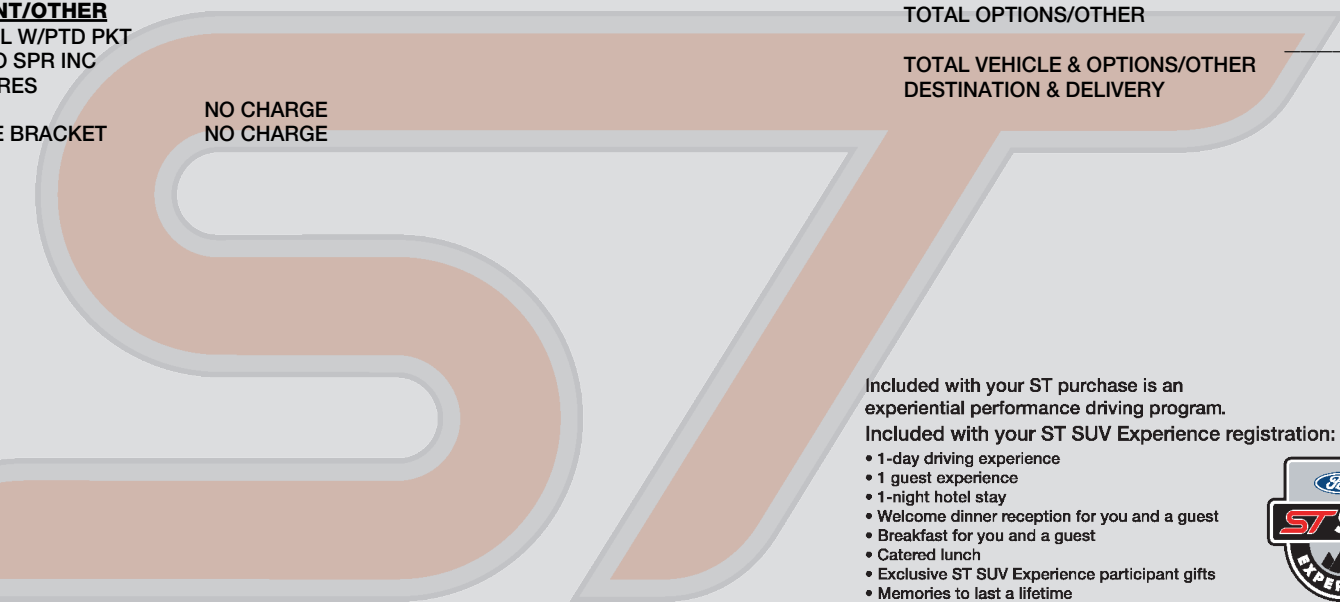 NT/OTHER
L W/PTD PKT
O SPR INC
RES
NO CHARGE
E BRACKET NO CHARGE
TOTAL OPTIONS/OTHER
TOTAL VEHICLE & OPTIONS/OTHER
DESTINATION & DELIVERY
ST
Included with your ST purchase is an
experiential performance driving program.
Included with your ST SUV Experience registration:
• 1-day driving experience
• 1 guest experience
• 1-night hotel stay
• Welcome dinner reception for you and a guest
• Breakfast for you and a guest
• Catered lunch
• Exclusive ST SUV Experience participant gifts
• Memories to last a lifetime
ST
EXPER